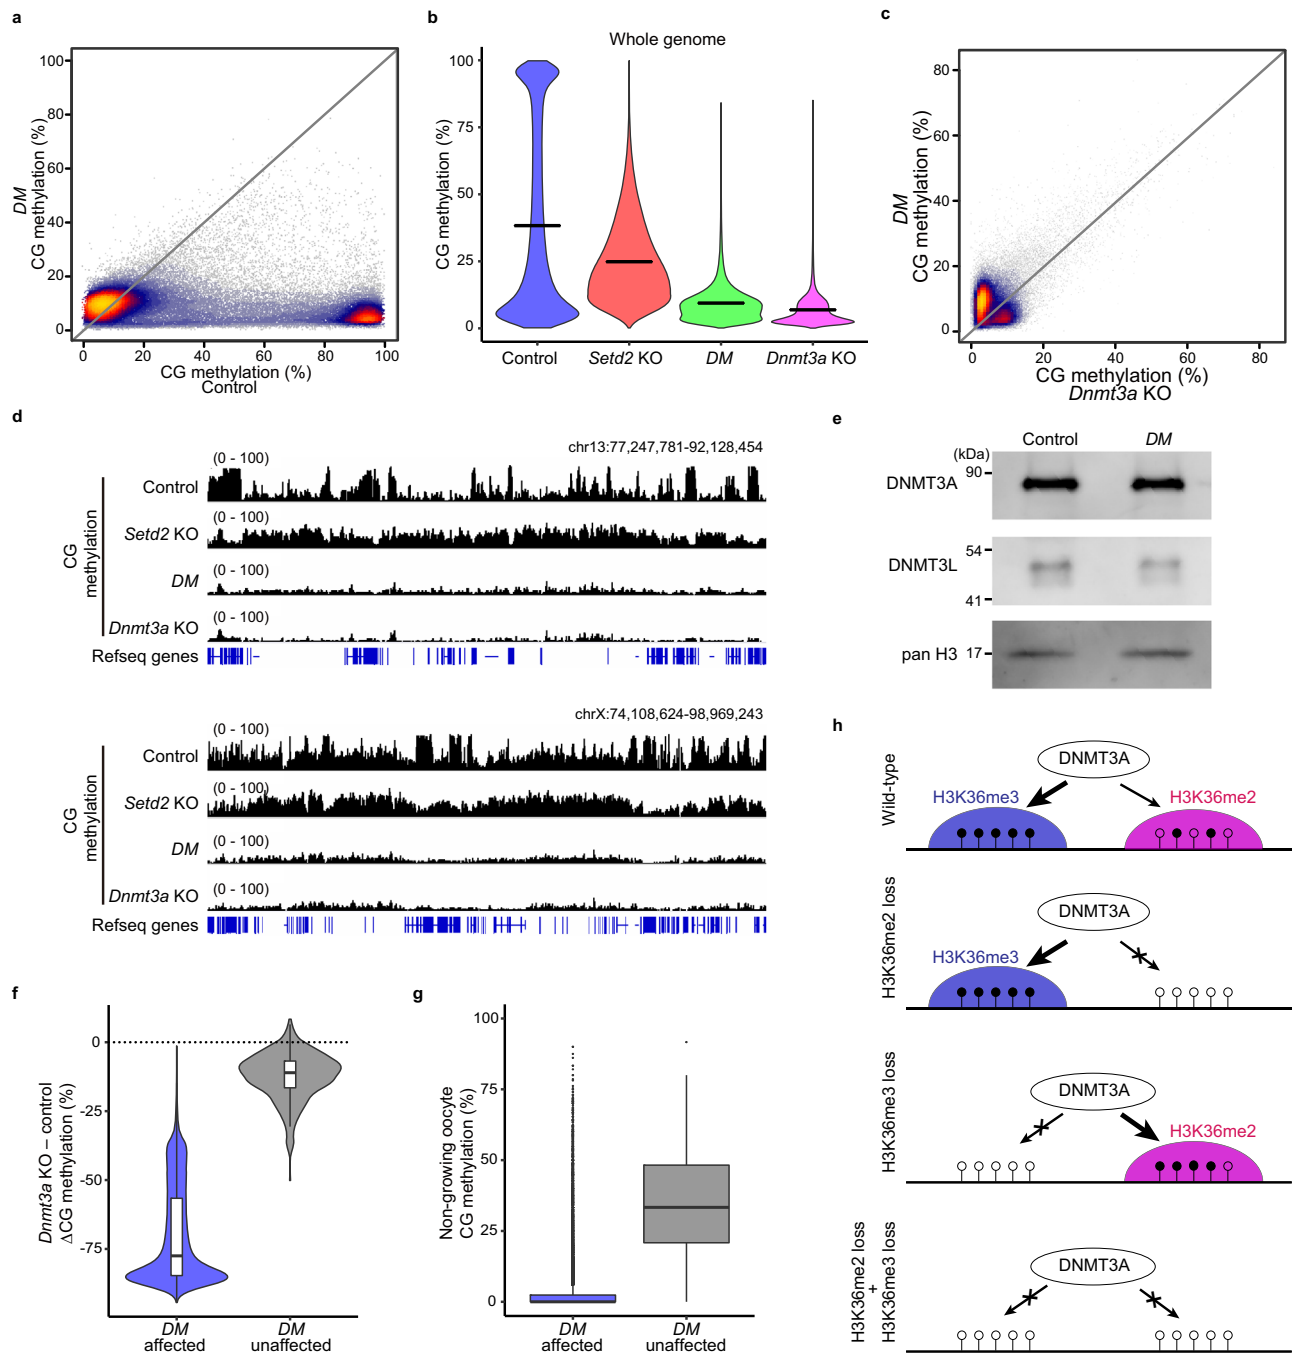 a
100
80
60
40
20
0
DM
CG methylation (%)
0 20 40 60 80 100
CG methylation (%)
Control
b
Whole genome
100
75
50
25
0
CG methylation (%)
Control Setd2 KO DM Dnmt3a KO
c
80
60
40
20
0
DM
CG methylation (%)
0 20 40 60 80
CG methylation (%)
Dnmt3a KO
d
chr13:77,247,781-92,128,454
CG
methylation
(0 - 100)
Control
(0 - 100)
Setd2 KO
(0 - 100)
DM
(0 - 100)
Dnmt3a KO
Refseq genes
chrX:74,108,624-98,969,243
CG
methylation
(0 - 100)
Control
(0 - 100)
Setd2 KO
(0 - 100)
DM
(0 - 100)
Dnmt3a KO
Refseq genes
e
Control DM
(kDa)
90
DNMT3A
54
DNMT3L
41
pan H3 17
f
0
-25
-50
-75
Dnmt3a KO – control
ΔCG methylation (%)
DM
affected
DM
unaffected
g
100
75
50
25
0
Non-growing oocyte
CG methylation (%)
DM
affected
DM
unaffected
h
Wild-type
DNMT3A
H3K36me3 H3K36me2
H3K36me2 loss
DNMT3A
H3K36me3
H3K36me3 loss
DNMT3A
H3K36me2
H3K36me2 loss
+
H3K36me3 loss
DNMT3A